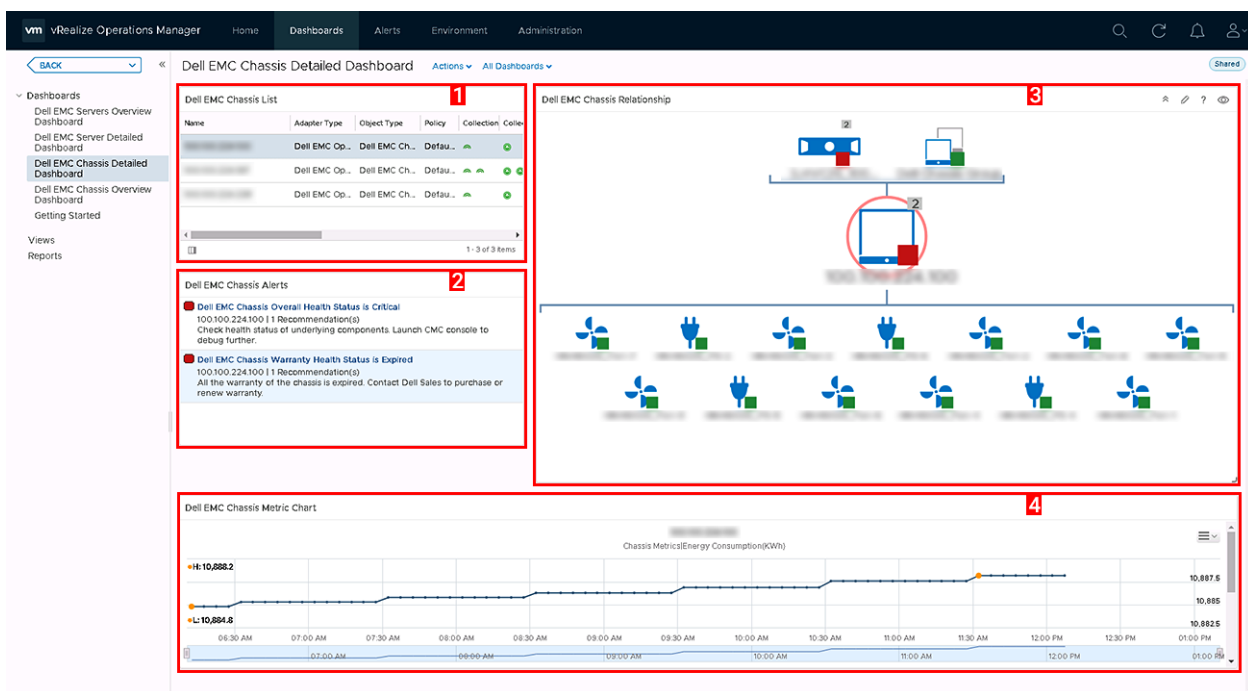 vm vRealize Operations Manager Home Dashboards Alerts Environment Administration
BACK
Dell EMC Chassis Detailed Dashboard Actions All Dashboards Shared
Dashboards
Dell EMC Servers Overview
Dashboard
Dell EMC Server Detailed
Dashboard
Dell EMC Chassis Detailed
Dashboard
Dell EMC Chassis Overview
Dashboard
Getting Started
Views
Reports
Dell EMC Chassis List 1
Name Adapter Type Object Type Policy Collection Colle
Dell EMC Op... Dell EMC Ch... Defau...
Dell EMC Op... Dell EMC Ch... Defau...
Dell EMC Op... Dell EMC Ch... Defau...
1 - 3 of 3 items
Dell EMC Chassis Alerts 2
Dell EMC Chassis Overall Health Status is Critical
100.100.224.100 | 1 Recommendation(s)
Check health status of underlying components. Launch CMC console to
debug further.
Dell EMC Chassis Warranty Health Status is Expired
100.100.224.100 | 1 Recommendation(s)
All the warranty of the chassis is expired. Contact Dell Sales to purchase or
renew warranty.
Dell EMC Chassis Relationship 3
2
2
Dell EMC Chassis Metric Chart 4
Chassis Metrics|Energy Consumption(KWh)
H: 10,888.2
10,887.5
10,885
L: 10,884.8
10,882.5
06:30 AM 07:00 AM 07:30 AM 08:00 AM 08:30 AM 09:00 AM 09:30 AM 10:00 AM 10:30 AM 11:00 AM 11:30 AM 12:00 PM 12:30 PM 01:00 PM
07:00 AM 08:00 AM 09:00 AM 10:00 AM 11:00 AM 12:00 PM 01:00 PM